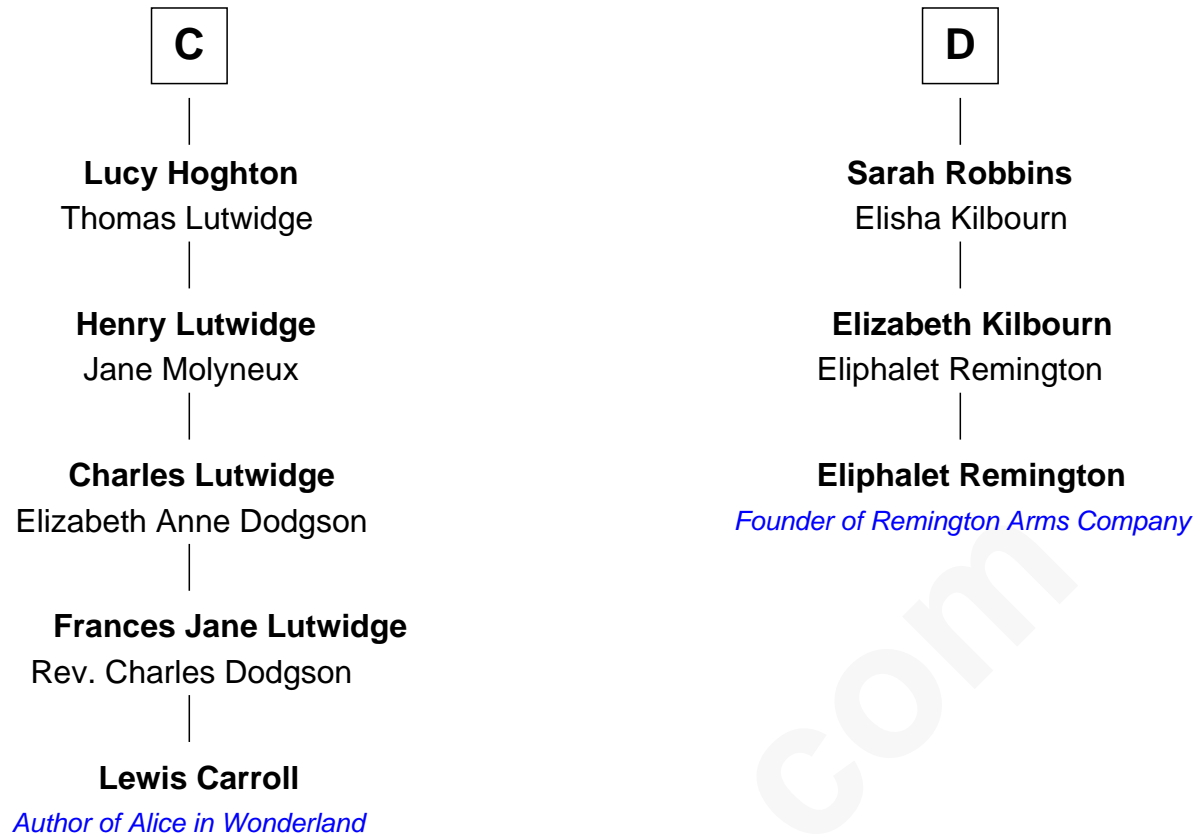 C
Lucy Hoghton
Thomas Lutwidge
Henry Lutwidge
Jane Molyneux
Charles Lutwidge
Elizabeth Anne Dodgson
Frances Jane Lutwidge
Rev. Charles Dodgson
Lewis Carroll
Author of Alice in Wonderland
D
Sarah Robbins
Elisha Kilbourn
Elizabeth Kilbourn
Eliphalet Remington
Eliphalet Remington
Founder of Remington Arms Company
com